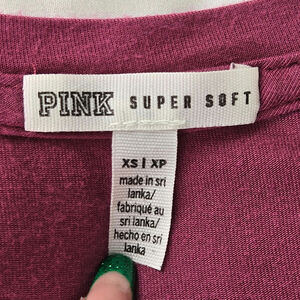 PINK SUPER SOFT
XS | XP
made in sri
lanka/
fabriqué au
sri lanka/
hecho en sri
lanka